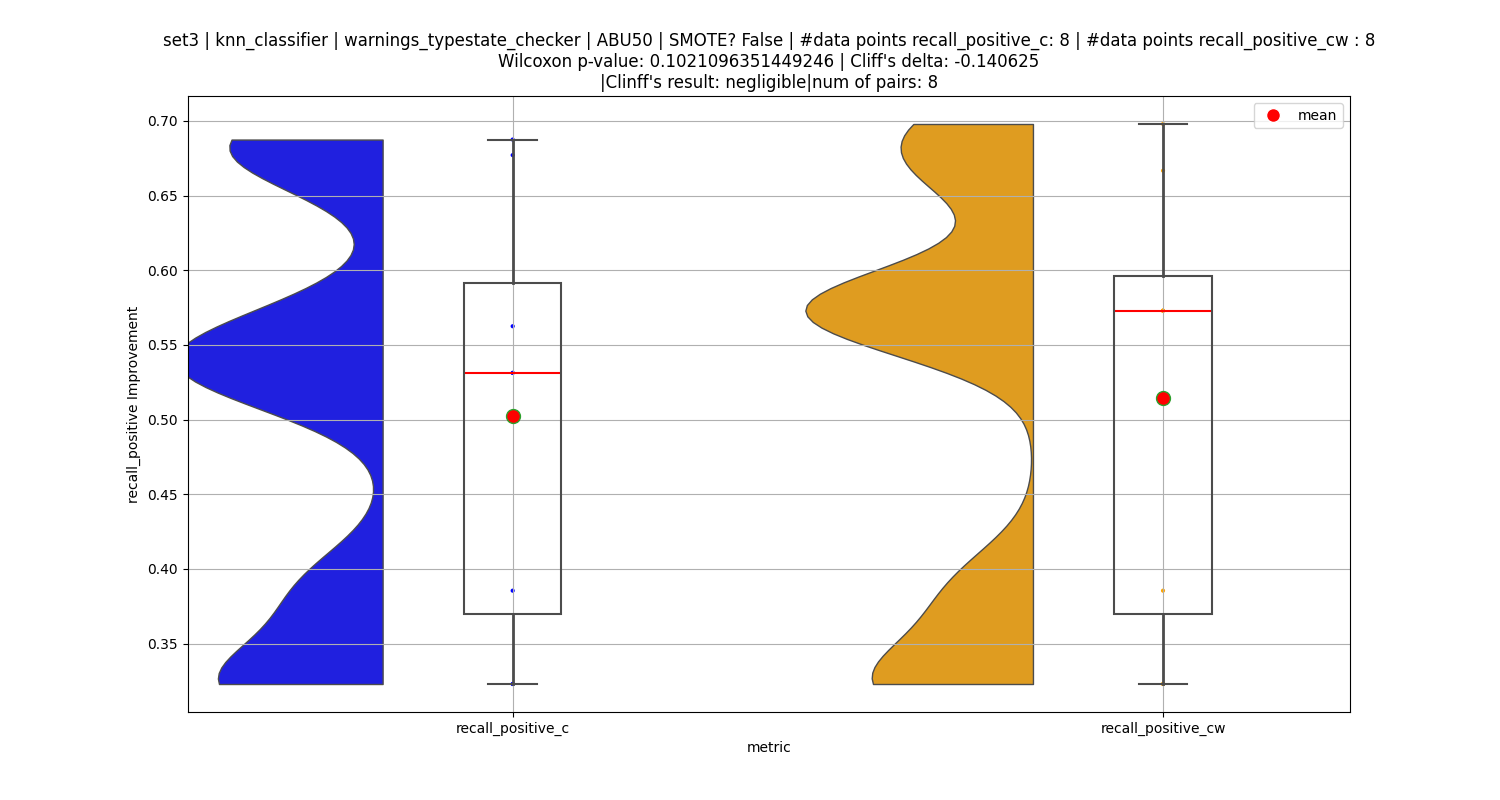 set3 | knn_classifier | warnings_typestate_checker | ABU50 | SMOTE? False | #data points recall_positive_c: 8 | #data points recall_positive_cw : 8
Wilcoxon p-value: 0.1021096351449246 | Cliff's delta: -0.140625
|Clinff's result: negligible|num of pairs: 8
mean
0.70
0.65
0.60
0.55
0.50
0.45
0.40
0.35
recall_positive Improvement
recall_positive_c
recall_positive_cw
metric